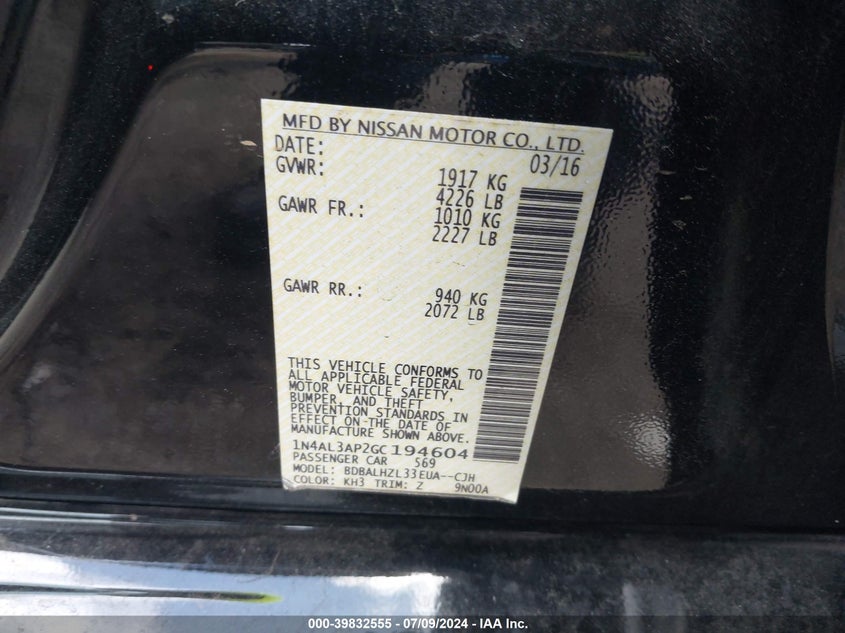 MFD BY NISSAN MOTOR CO., LTD.
DATE: 03/16
GVWR: 1917 KG
4226 LB
GAWR FR.: 1010 KG
2227 LB
GAWR RR.: 940 KG
2072 LB
THIS VEHICLE CONFORMS TO
ALL APPLICABLE FEDERAL
MOTOR VEHICLE SAFETY,
BUMPER, AND THEFT
PREVENTION STANDARDS IN
EFFECT ON-THE DATE OF
MANUFACTURE SHOWN ABOVE.
1N4AL3AP2GC194604
PASSENGER CAR S69
MODEL: BDBALHZL33EUA--CJH
COLOR: KH3 TRIM: Z 9N00A
000-39832555 - 07/09/2024 - IAA Inc.